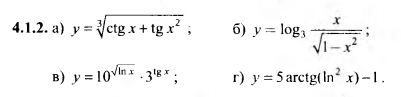 4.1.2. а) y = ∛(ctg x + tg x²) ; б) y = log₃ x/√(1 − x²) ;
в) y = 10^√(ln x) · 3^(tg x) ; г) y = 5 arctg(ln² x) − 1 .